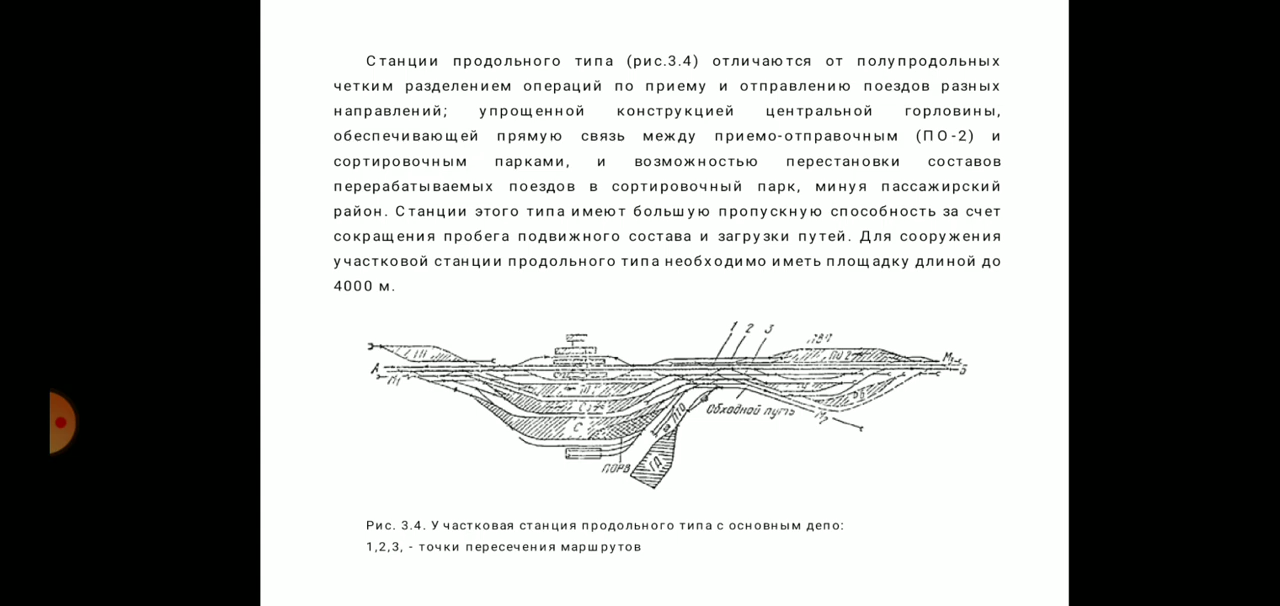 Станции продольного типа (рис.3.4) отличаются от полупродольных
четким разделением операций по приему и отправлению поездов разных
направлений; упрощенной конструкцией центральной горловины,
обеспечивающей прямую связь между приемо-отправочным (ПО-2) и
сортировочным парками, и возможностью перестановки составов
перерабатываемых поездов в сортировочный парк, минуя пассажирский
район. Станции этого типа имеют большую пропускную способность за счет
сокращения пробега подвижного состава и загрузки путей. Для сооружения
участковой станции продольного типа необходимо иметь площадку длиной до
4000 м.
1 2 3
ПО2
А
М1
Б
С
Обходной путь
ПОРВ
ГД
Рис. 3.4. Участковая станция продольного типа с основным депо:
1,2,3, - точки пересечения маршрутов